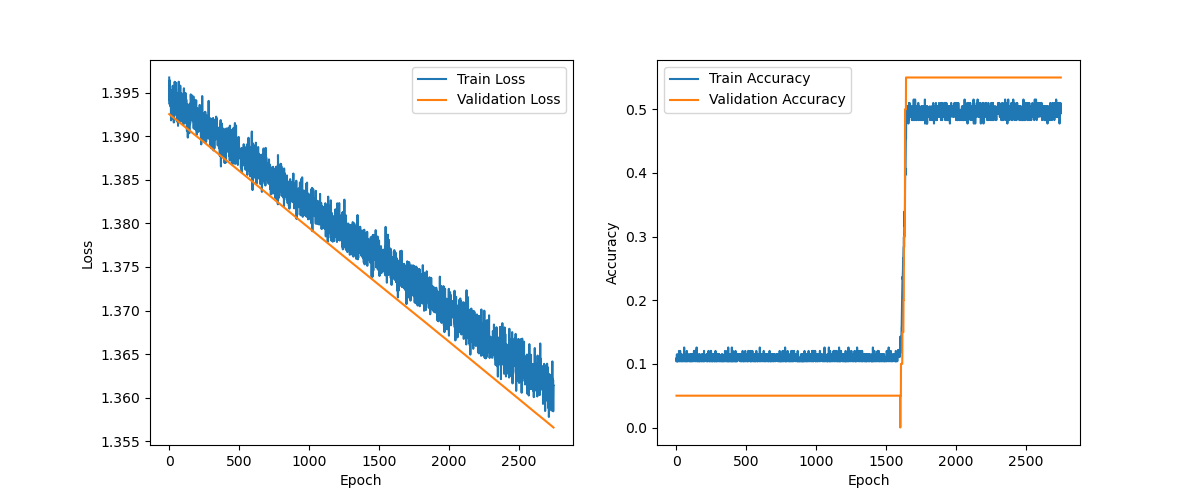 Train Loss
Validation Loss
1.395
1.390
1.385
1.380
1.375
1.370
1.365
1.360
1.355
Loss
0 500 1000 1500 2000 2500
Epoch
Train Accuracy
Validation Accuracy
0.5
0.4
0.3
0.2
0.1
0.0
Accuracy
0 500 1000 1500 2000 2500
Epoch